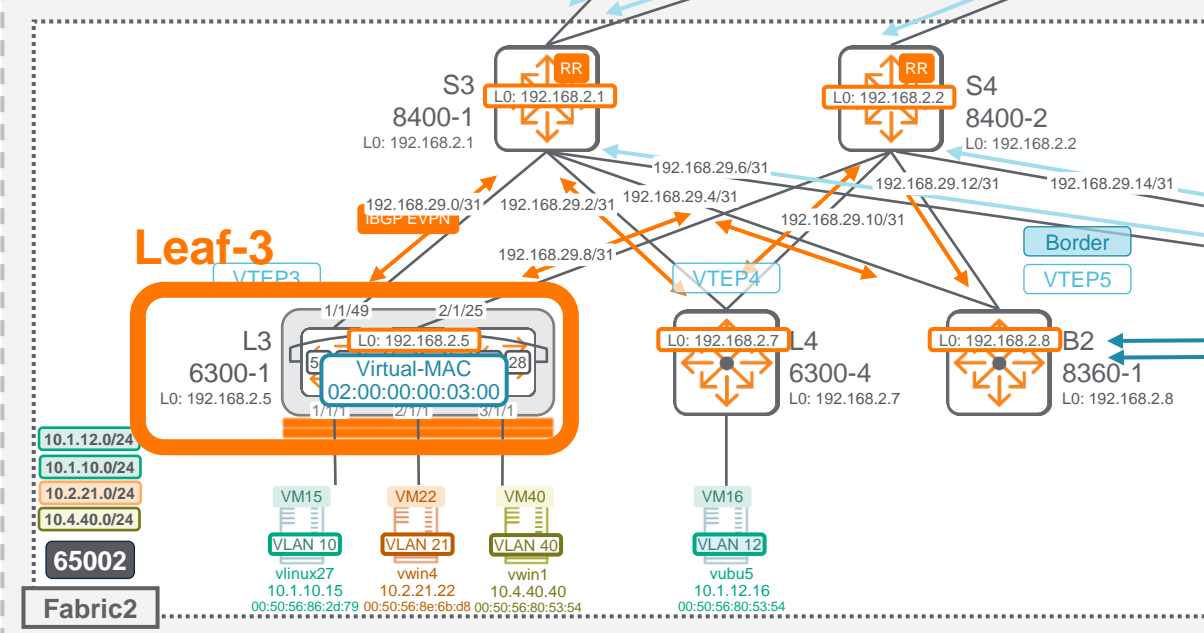 RR
L0: 192.168.2.1
S3
8400-1
L0: 192.168.2.1
RR
L0: 192.168.2.2
S4
8400-2
L0: 192.168.2.2
192.168.29.6/31
192.168.29.0/31
192.168.29.2/31
192.168.29.4/31
192.168.29.12/31
192.168.29.14/31
192.168.29.10/31
IBGP EVPN
192.168.29.8/31
Leaf-3
VTEP3
VTEP4
Border
VTEP5
1/1/49
2/1/25
L3
6300-1
L0: 192.168.2.5
L0: 192.168.2.5
5
28
Virtual-MAC
02:00:00:00:03:00
1/1/1
2/1/1
3/1/1
L0: 192.168.2.7
L4
6300-4
L0: 192.168.2.7
L0: 192.168.2.8
B2
8360-1
L0: 192.168.2.8
10.1.12.0/24
10.1.10.0/24
10.2.21.0/24
10.4.40.0/24
65002
Fabric2
VM15
VLAN 10
vlinux27
10.1.10.15
00:50:56:86:2d:79
VM22
VLAN 21
vwin4
10.2.21.22
00:50:56:8e:6b:d8
VM40
VLAN 40
vwin1
10.4.40.40
00:50:56:80:53:54
VM16
VLAN 12
vubu5
10.1.12.16
00:50:56:80:53:54